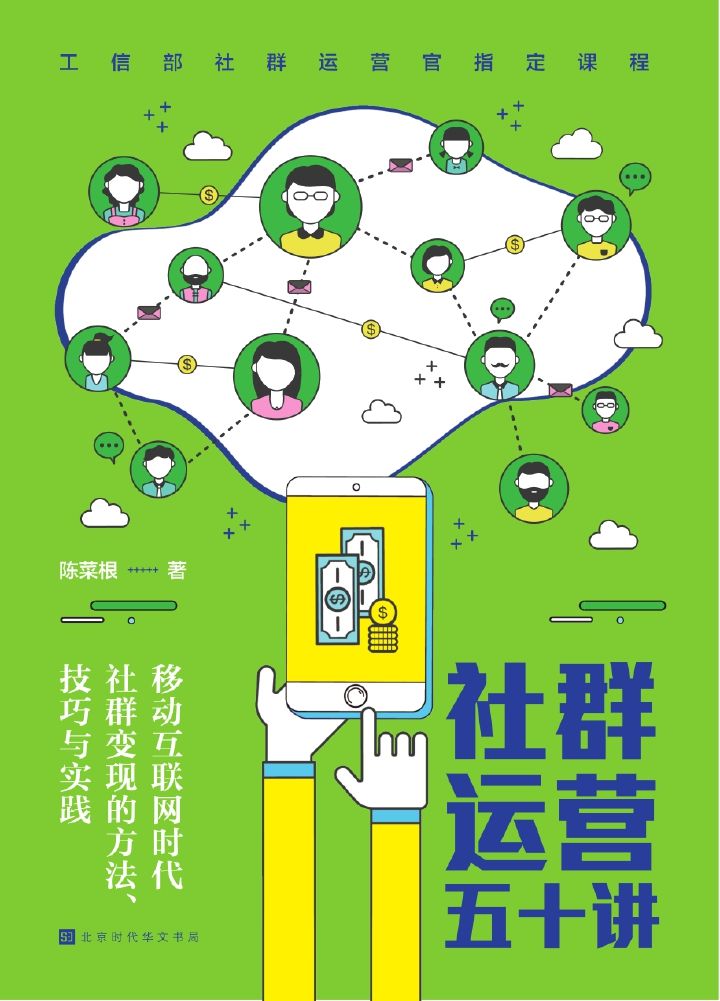 工信部社群运营官指定课程
陈菜根 +++++ 著
移动互联网时代
社群变现的方法、
技巧与实践
社群
运营
五十讲
北京时代华文书局